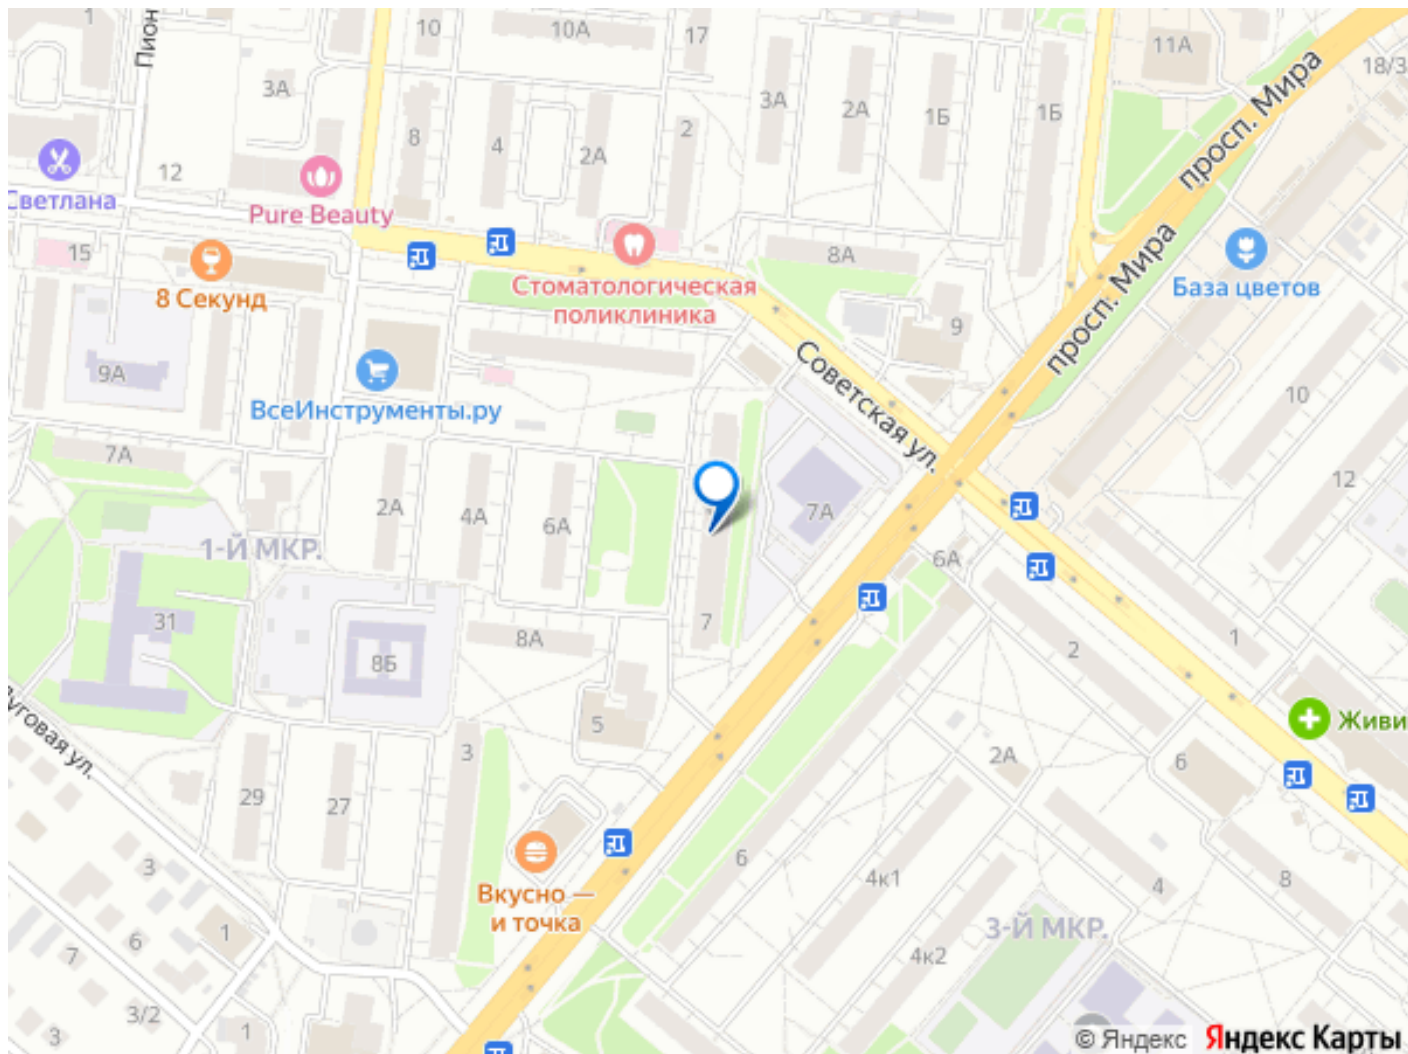 1
Пион
10
10А
17
11А
18/3
просп. Мира
3А
8
4
2А
2
3А
2А
1Б
1Б
12
Светлана
Pure Beauty
15
8 Секунд
Стоматологическая
поликлиника
8А
9
просп. Мира
База цветов
9А
ВсеИнструменты.ру
Советская ул.
10
7А
2А
4А
6А
7А
12
1-Й МКР.
6А
31
8Б
8А
7
2
1
Луговая ул.
3
5
2А
6
Живи
29
27
3
Вкусно —
и точка
6
4к1
4
8
1
6
7
3-Й МКР.
4к2
3/2
3
1
© Яндекс Яндекс Карты